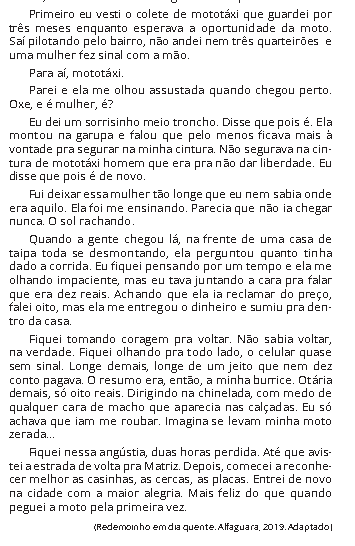 Primeiro eu vesti o colete de mototáxi que guardei por
três meses enquanto esperava a oportunidade da moto.
Saí pilotando pelo bairro, não andei nem três quarteirões e
uma mulher fez sinal com a mão.
Para aí, mototáxi.
Parei e ela me olhou assustada quando chegou perto.
Oxe, e é mulher, é?
Eu dei um sorrisinho meio troncho. Disse que pois é. Ela
montou na garupa e falou que pelo menos ficava mais à
vontade pra segurar na minha cintura. Não segurava na cin-
tura de mototáxi homem que era pra não dar liberdade. Eu
disse que pois é de novo.
Fui deixar essa mulher tão longe que eu nem sabia onde
era aquilo. Ela foi me ensinando. Parecia que não ia chegar
nunca. O sol rachando.
Quando a gente chegou lá, na frente de uma casa de
taipa toda se desmontando, ela perguntou quanto tinha
dado a corrida. Eu fiquei pensando por um tempo e ela me
olhando impaciente, mas eu tava juntando a cara pra falar
que era dez reais. Achando que ela ia reclamar do preço,
falei oito, mas ela me entregou o dinheiro e sumiu pra den-
tro da casa.
Fiquei tomando coragem pra voltar. Não sabia voltar,
na verdade. Fiquei olhando pra todo lado, o celular quase
sem sinal. Longe demais, longe de um jeito que nem dez
conto pagava. O resumo era, então, a minha burrice. Otária
demais, só oito reais. Dirigindo na chinelada, com medo de
qualquer cara de macho que aparecia nas calçadas. Eu só
achava que iam me roubar. Imagina se levam minha moto
zerada...
Fiquei nessa angústia, duas horas perdida. Até que avis-
tei a estrada de volta pra Matriz. Depois, comecei a reconhe-
cer melhor as casinhas, as cercas, as placas. Entrei de novo
na cidade com a maior alegria. Mais feliz do que quando
peguei a moto pela primeira vez.
(Redemoinho em dia quente. Alfaguara, 2019. Adaptado)